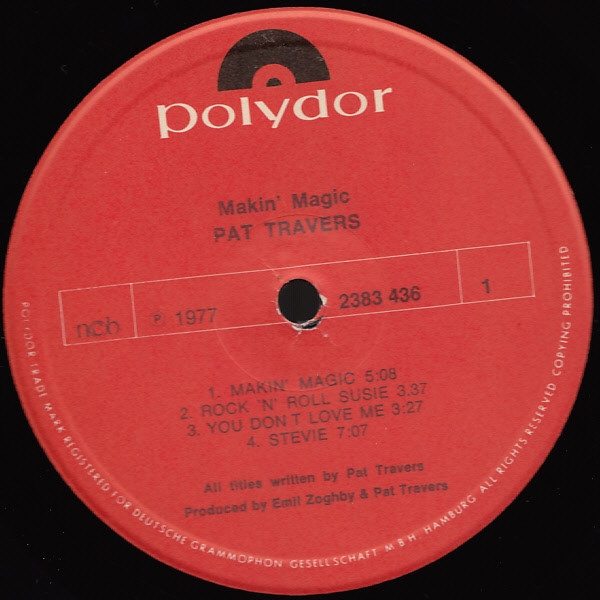 polydor
Makin' Magic
PAT TRAVERS
ncb
℗ 1977
2383 436
1
1. MAKIN' MAGIC 5:08
2. ROCK 'N' ROLL SUSIE 3.37
3. YOU DON'T LOVE ME 3:27
4. STEVIE 7:07
All titles written by Pat Travers
Produced by Emil Zoghby & Pat Travers
POLYDOR TRADE MARK REGISTERED FOR DEUTSCHE GRAMMOPHON GESELLSCHAFT M B H HAMBURG ALL RIGHTS RESERVED COPYING PROHIBITED